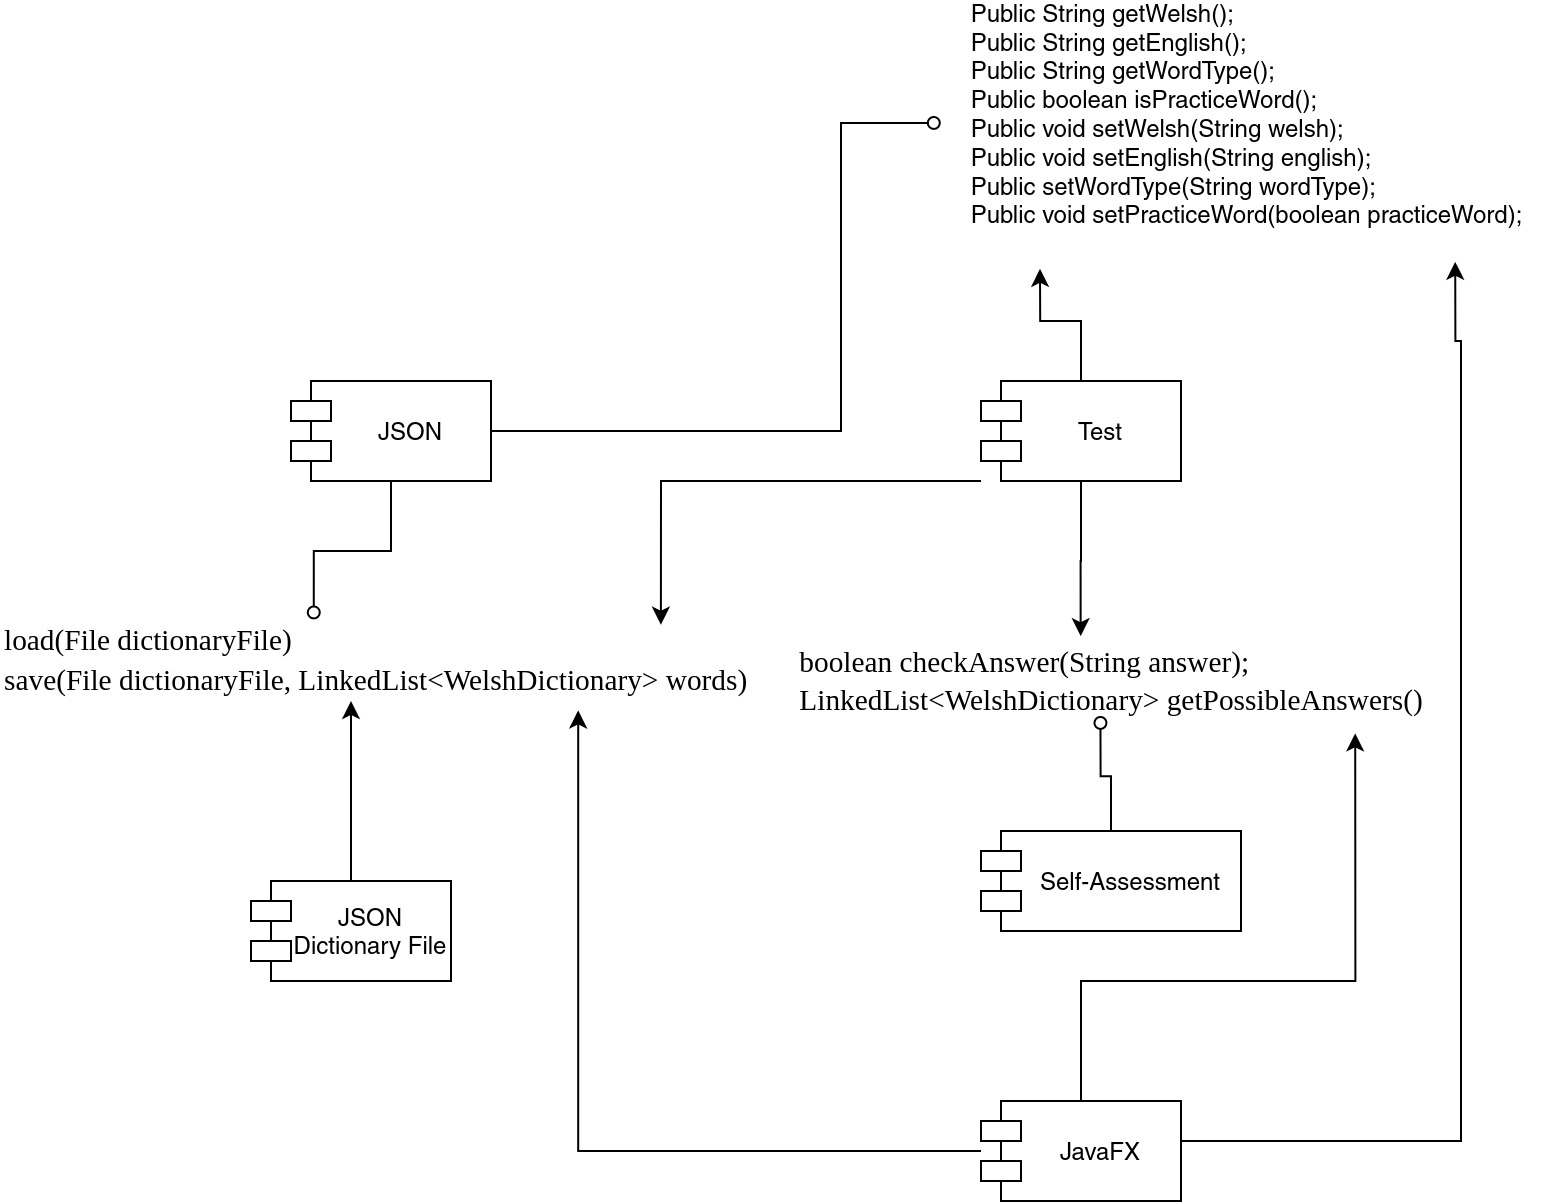 Public String getWelsh();
Public String getEnglish();
Public String getWordType();
Public boolean isPracticeWord();
Public void setWelsh(String welsh);
Public void setEnglish(String english);
Public setWordType(String wordType);
Public void setPracticeWord(boolean practiceWord);
JSON
Test
load(File dictionaryFile)
save(File dictionaryFile, LinkedList<WelshDictionary> words)
boolean checkAnswer(String answer);
LinkedList<WelshDictionary> getPossibleAnswers()
Self-Assessment
JSON
Dictionary File
JavaFX